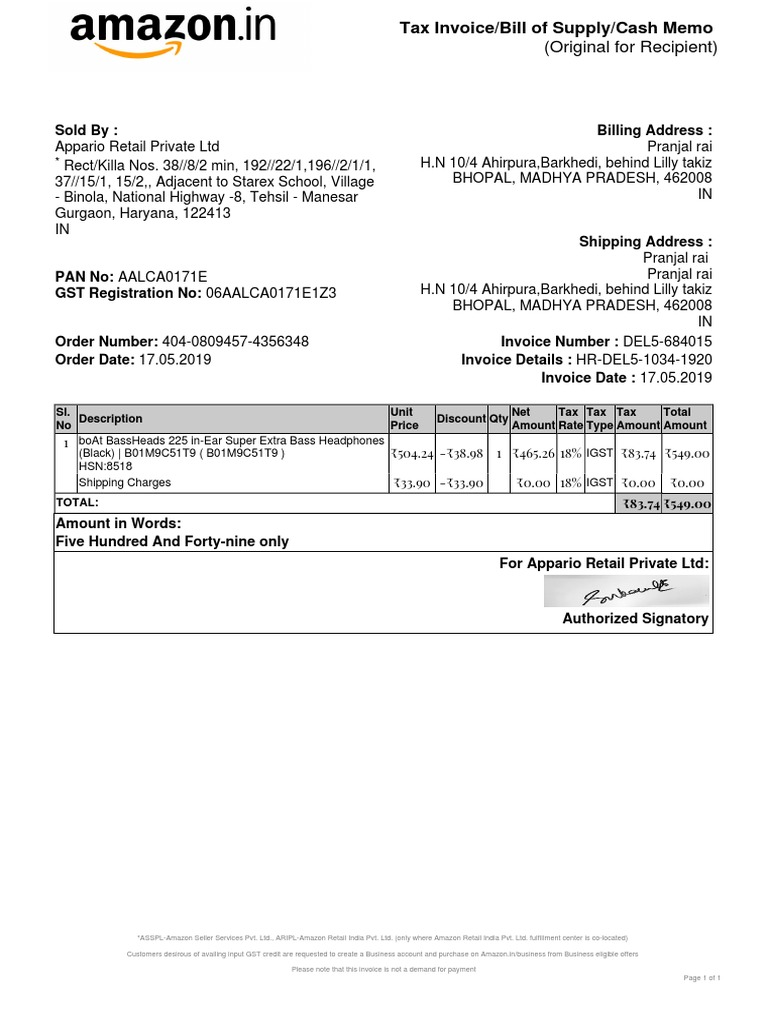 amazon.in
Tax Invoice/Bill of Supply/Cash Memo
(Original for Recipient)
Sold By :
Appario Retail Private Ltd
* Rect/Killa Nos. 38//8/2 min, 192//22/1,196//2/1/1,
37//15/1, 15/2,, Adjacent to Starex School, Village
- Binola, National Highway -8, Tehsil - Manesar
Gurgaon, Haryana, 122413
IN
Billing Address :
Pranjal rai
H.N 10/4 Ahirpura,Barkhedi, behind Lilly takiz
BHOPAL, MADHYA PRADESH, 462008
IN
PAN No: AALCA0171E
GST Registration No: 06AALCA0171E1Z3
Shipping Address :
Pranjal rai
Pranjal rai
H.N 10/4 Ahirpura,Barkhedi, behind Lilly takiz
BHOPAL, MADHYA PRADESH, 462008
IN
Order Number: 404-0809457-4356348
Order Date: 17.05.2019
Invoice Number : DEL5-684015
Invoice Details : HR-DEL5-1034-1920
Invoice Date : 17.05.2019
Sl. No Description Unit Price Discount Qty Net Amount Tax Rate Tax Type Tax Amount Total Amount
1 boAt BassHeads 225 in-Ear Super Extra Bass Headphones
(Black) | B01M9C51T9 ( B01M9C51T9 ) ₹504.24 -₹38.98 1 ₹465.26 18% IGST ₹83.74 ₹549.00
HSN:8518
Shipping Charges ₹33.90 -₹33.90 ₹0.00 18% IGST ₹0.00 ₹0.00
TOTAL: ₹83.74 ₹549.00
Amount in Words:
Five Hundred And Forty-nine only
For Appario Retail Private Ltd:
Authorized Signatory
*ASSPL-Amazon Seller Services Pvt. Ltd., ARIPL-Amazon Retail India Pvt. Ltd. (only where Amazon Retail India Pvt. Ltd. fulfillment center is co-located)
Customers desirous of availing input GST credit are requested to create a Business account and purchase on Amazon.in/business from Business eligible offers
Please note that this invoice is not a demand for payment
Page 1 of 1